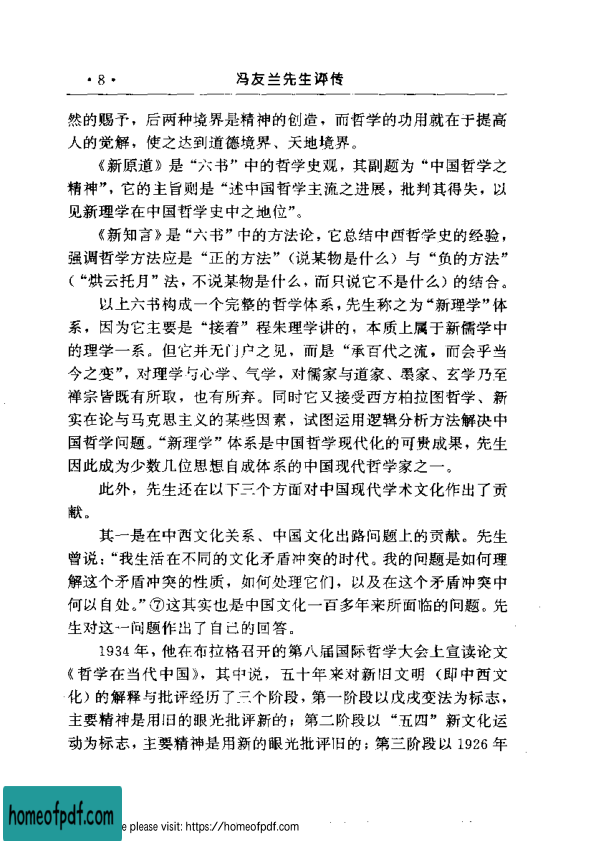 ·8· 冯友兰先生评传
然的赐予，后两种境界是精神的创造，而哲学的功用就在于提高
人的觉解，使之达到道德境界、天地境界。
《新原道》是“六书”中的哲学史观，其副题为“中国哲学之
精神”，它的主旨则是“述中国哲学主流之进展，批判其得失，以
见新理学在中国哲学史中之地位”。
《新知言》是“六书”中的方法论，它总结中西哲学史的经验，
强调哲学方法应是“正的方法”（说某物是什么）与“负的方法”
（“烘云托月”法，不说某物是什么，而只说它不是什么）的结合。
以上六书构成一个完整的哲学体系，先生称之为“新理学”体
系，因为它主要是“接着”程朱理学讲的，本质上属于新儒学中
的理学一系。但它并无门户之见，而是“承百代之流，而会乎当
今之变”，对理学与心学、气学，对儒家与道家、墨家、玄学乃至
禅宗皆既有所取，也有所弃。同时它又接受西方柏拉图哲学、新
实在论与马克思主义的某些因素，试图运用逻辑分析方法解决中
国哲学问题。“新理学”体系是中国哲学现代化的可贵成果，先生
因此成为少数几位思想自成体系的中国现代哲学家之一。
此外，先生还在以下三个方面对中国现代学术文化作出了贡
献。
其一是在中西文化关系、中国文化出路问题上的贡献。先生
曾说：“我生活在不同的文化矛盾冲突的时代。我的问题是如何理
解这个矛盾冲突的性质，如何处理它们，以及在这个矛盾冲突中
何以自处。”⑦这其实也是中国文化一百多年来所面临的问题。先
生对这一问题作出了自己的回答。
1934年，他在布拉格召开的第八届国际哲学大会上宣读论文
《哲学在当代中国》，其中说，五十年来对新旧文明（即中西文
化）的解释与批评经历了三个阶段，第一阶段以戊戌变法为标志，
主要精神是用旧的眼光批评新的；第二阶段以“五四”新文化运
动为标志，主要精神是用新的眼光批评旧的；第三阶段以1926年
homeofpdf.com
e please visit: https://homeofpdf.com